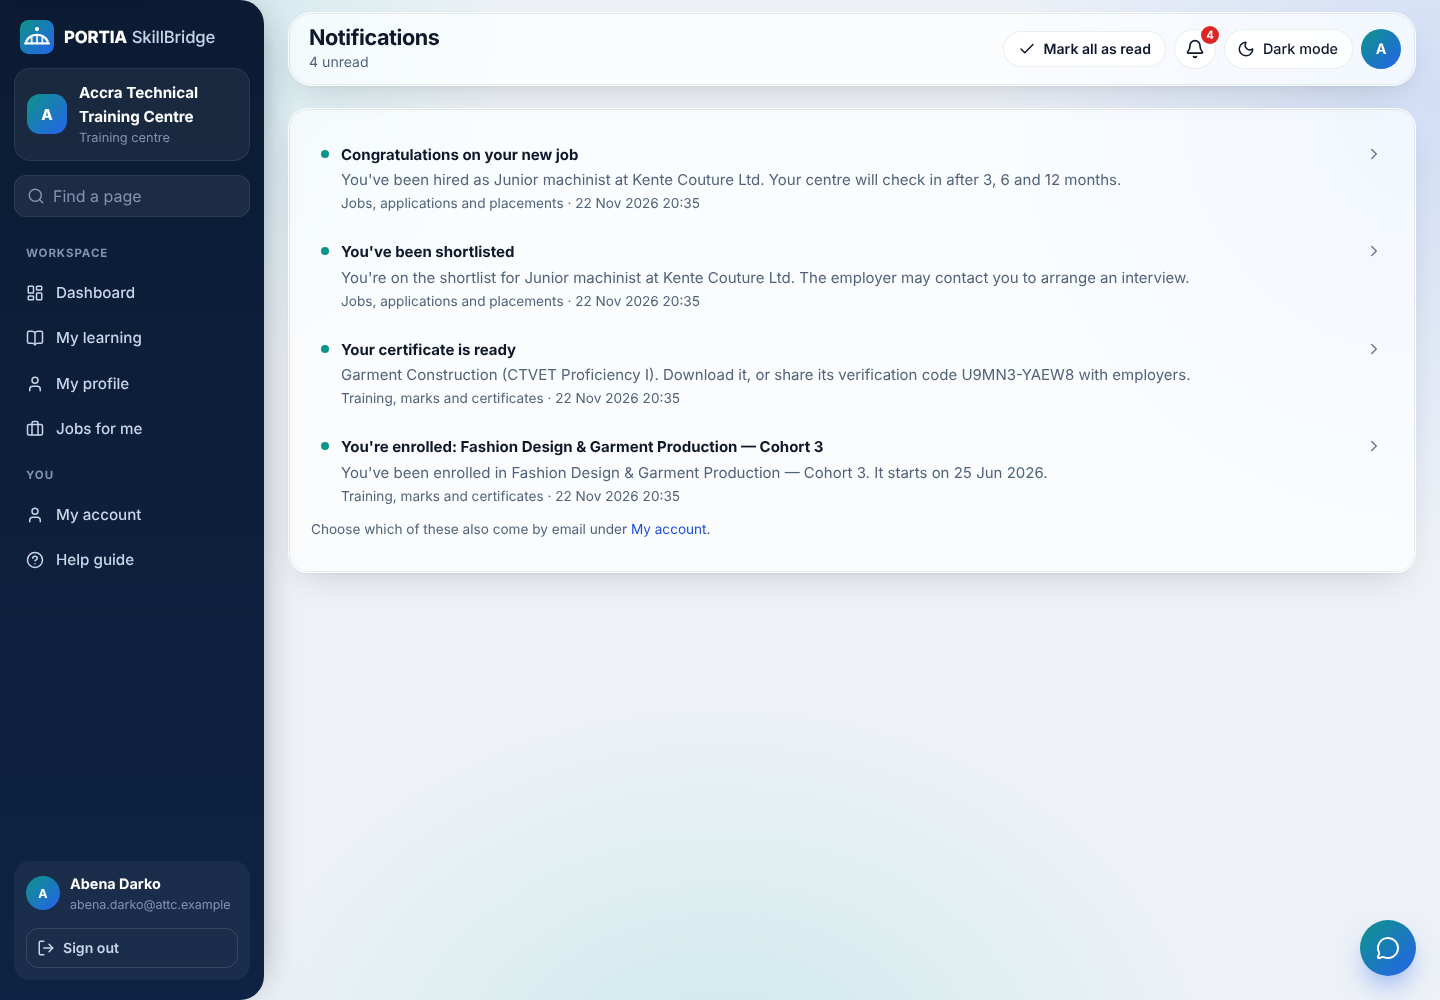 PORTIA SkillBridge
A
Accra Technical
Training Centre
Training centre
Find a page
WORKSPACE
Dashboard
My learning
My profile
Jobs for me
YOU
My account
Help guide
A
Abena Darko
abena.darko@attc.example
Sign out
Notifications
4 unread
Mark all as read
4
Dark mode
A
Congratulations on your new job
You've been hired as Junior machinist at Kente Couture Ltd. Your centre will check in after 3, 6 and 12 months.
Jobs, applications and placements · 22 Nov 2026 20:35
You've been shortlisted
You're on the shortlist for Junior machinist at Kente Couture Ltd. The employer may contact you to arrange an interview.
Jobs, applications and placements · 22 Nov 2026 20:35
Your certificate is ready
Garment Construction (CTVET Proficiency I). Download it, or share its verification code U9MN3-YAEW8 with employers.
Training, marks and certificates · 22 Nov 2026 20:35
You're enrolled: Fashion Design & Garment Production — Cohort 3
You've been enrolled in Fashion Design & Garment Production — Cohort 3. It starts on 25 Jun 2026.
Training, marks and certificates · 22 Nov 2026 20:35
Choose which of these also come by email under My account.